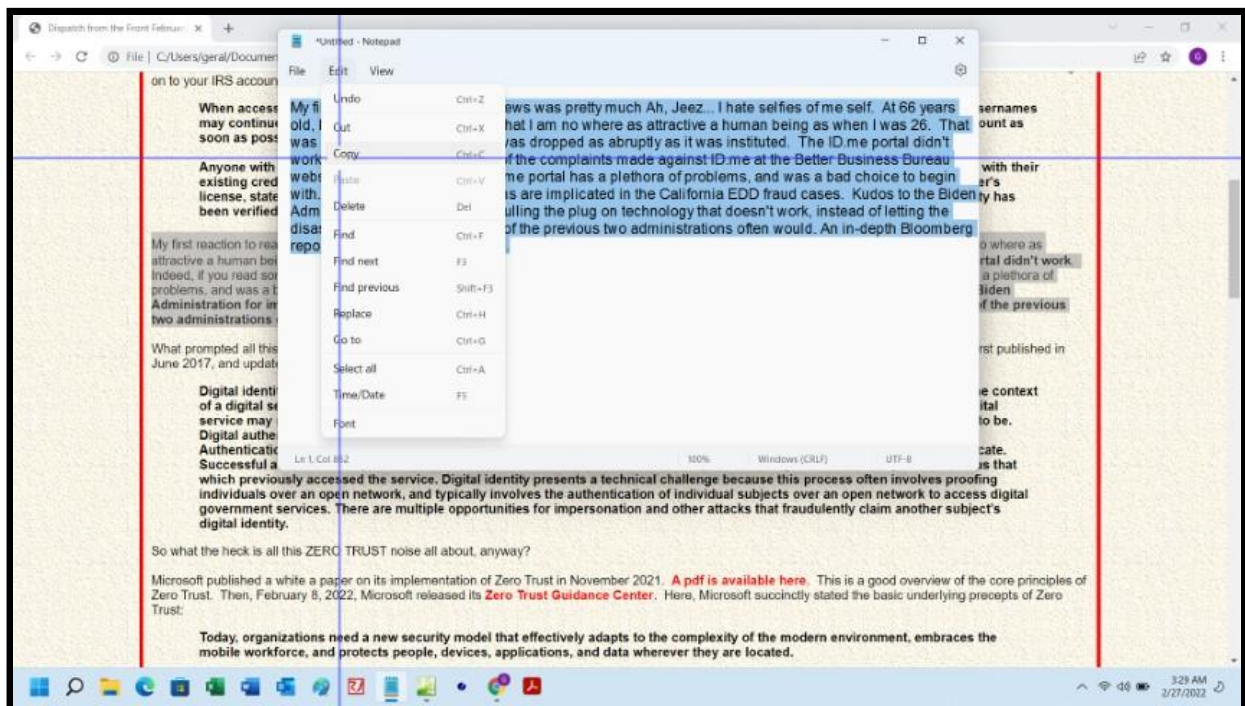 Dispatch from the Front Februar
File | C:/Users/geral/Documen
*Untitled - Notepad
File Edit View
Undo Ctrl+Z
Cut Ctrl+X
Copy Ctrl+C
Paste Ctrl+V
Delete Del
Find Ctrl+F
Find next F3
Find previous Shift+F3
Replace Ctrl+H
Go to Ctrl+G
Select all Ctrl+A
Time/Date F5
Font
My fi ews was pretty much Ah, Jeez... I hate selfies of me self. At 66 years
old, I hat I am no where as attractive a human being as when I was 26. That
was vas dropped as abruptly as it was instituted. The ID.me portal didn't
work of the complaints made against ID.me at the Better Business Bureau
webs me portal has a plethora of problems, and was a bad choice to begin
with. s are implicated in the California EDD fraud cases. Kudos to the Biden
Adm ulling the plug on technology that doesn't work, instead of letting the
disas of the previous two administrations often would. An in-depth Bloomberg
repo
Ln 1, Col 852 100% Windows (CRLF) UTF-8
on to your IRS accoun
When access sernames
may continue ount as
soon as poss
Anyone with with their
existing cred er's
license, state ty has
been verified
My first reaction to rea o where as
attractive a human bei rtal didn't work.
Indeed, if you read sor a plethora of
problems, and was a b Biden
Administration for im f the previous
two administrations
What prompted all this rst published in
June 2017, and updat
Digital identi e context
of a digital se ital
service may to be.
Digital authe
Authenticatio cate.
Successful a s that
which previously accessed the service. Digital identity presents a technical challenge because this process often involves proofing
individuals over an open network, and typically involves the authentication of individual subjects over an open network to access digital
government services. There are multiple opportunities for impersonation and other attacks that fraudulently claim another subject's
digital identity.
So what the heck is all this ZERO TRUST noise all about, anyway?
Microsoft published a white a paper on its implementation of Zero Trust in November 2021. A pdf is available here. This is a good overview of the core principles of
Zero Trust. Then, February 8, 2022, Microsoft released its Zero Trust Guidance Center. Here, Microsoft succinctly stated the basic underlying precepts of Zero
Trust:
Today, organizations need a new security model that effectively adapts to the complexity of the modern environment, embraces the
mobile workforce, and protects people, devices, applications, and data wherever they are located.
3:29 AM
2/27/2022